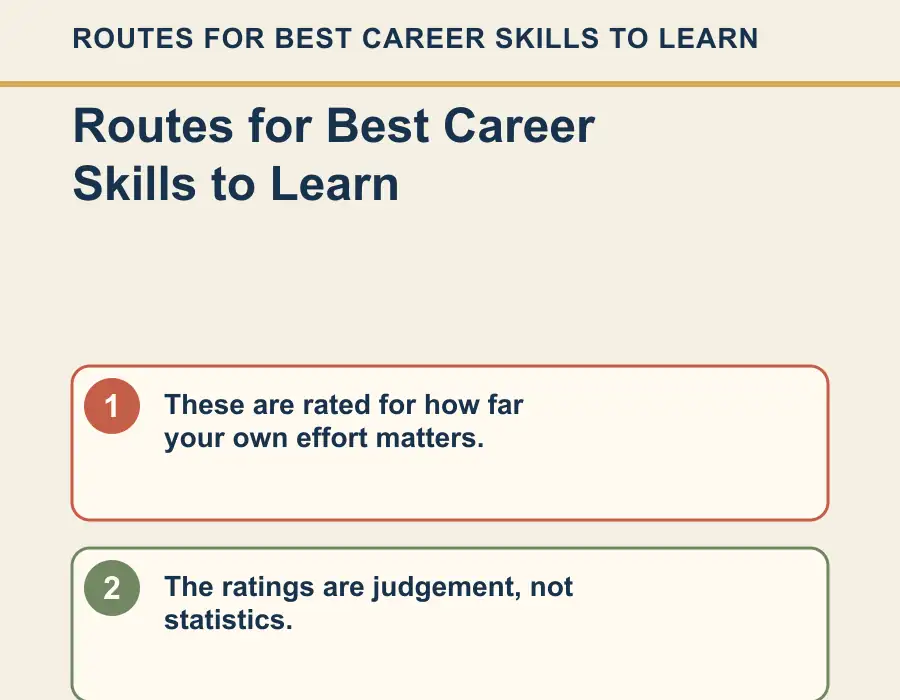 ROUTES FOR BEST CAREER SKILLS TO LEARN
Routes for Best Career
Skills to Learn
1
These are rated for how far
your own effort matters.
2
The ratings are judgement, not
statistics.